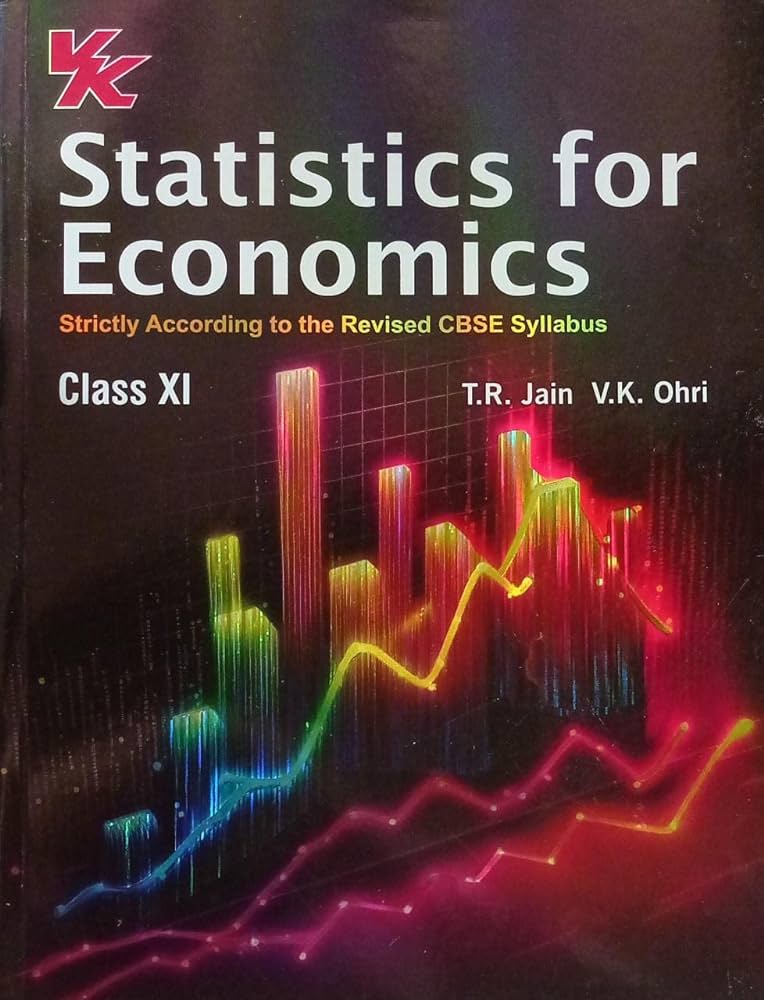 VK
Statistics for
Economics
Strictly According to the Revised CBSE Syllabus
Class XI
T.R. Jain V.K. Ohri